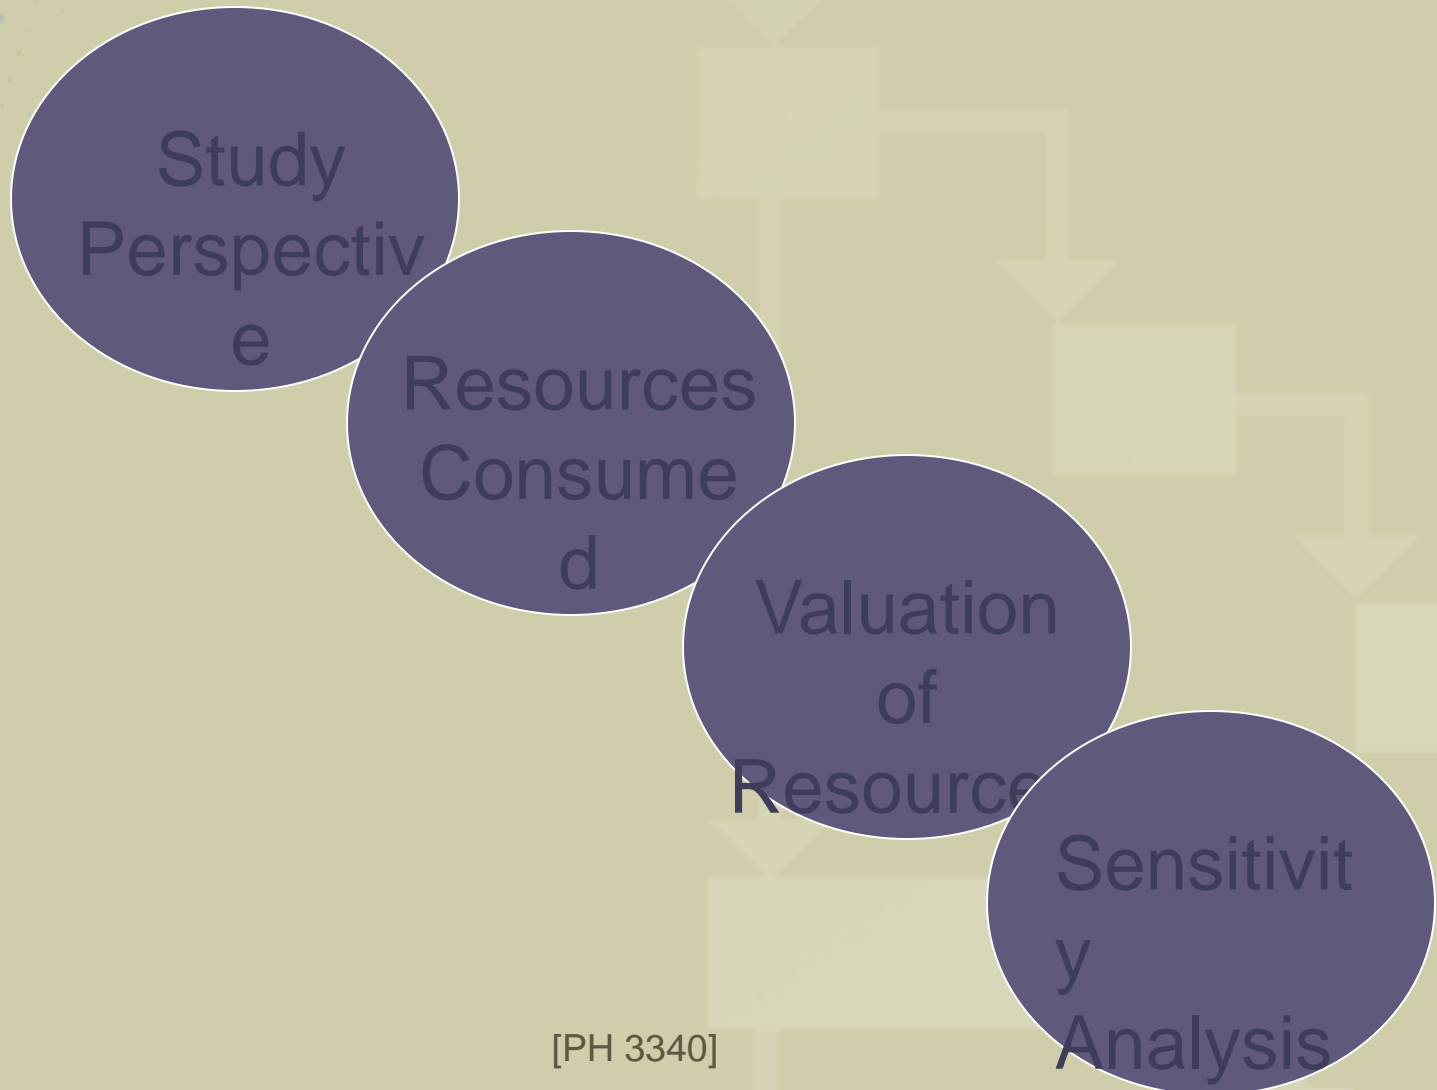 Study
Perspectiv
e
Resources
Consume
d
Valuation
of
Resource
Sensitivit
y
Analysis
[PH 3340]